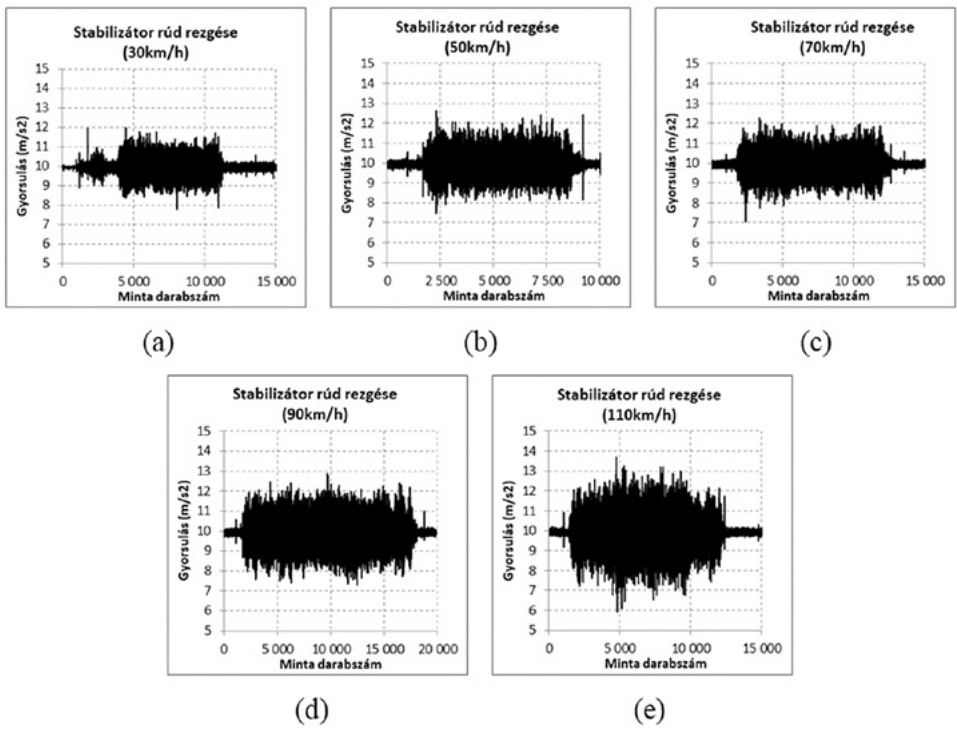 Stabilizátor rúd rezgése
(30km/h)
Gyorsulás (m/s2)
15
14
13
12
11
10
9
8
7
6
5
0 5 000 10 000 15 000
Minta darabszám
(a)
Stabilizátor rúd rezgése
(50km/h)
Gyorsulás (m/s2)
15
14
13
12
11
10
9
8
7
6
5
0 2 500 5 000 7 500 10 000
Minta darabszám
(b)
Stabilizátor rúd rezgése
(70km/h)
Gyorsulás (m/s2)
15
14
13
12
11
10
9
8
7
6
5
0 5 000 10 000 15 000
Minta darabszám
(c)
Stabilizátor rúd rezgése
(90km/h)
Gyorsulás (m/s2)
15
14
13
12
11
10
9
8
7
6
5
0 5 000 10 000 15 000 20 000
Minta darabszám
(d)
Stabilizátor rúd rezgése
(110km/h)
Gyorsulás (m/s2)
15
14
13
12
11
10
9
8
7
6
5
0 5 000 10 000 15 000
Minta darabszám
(e)